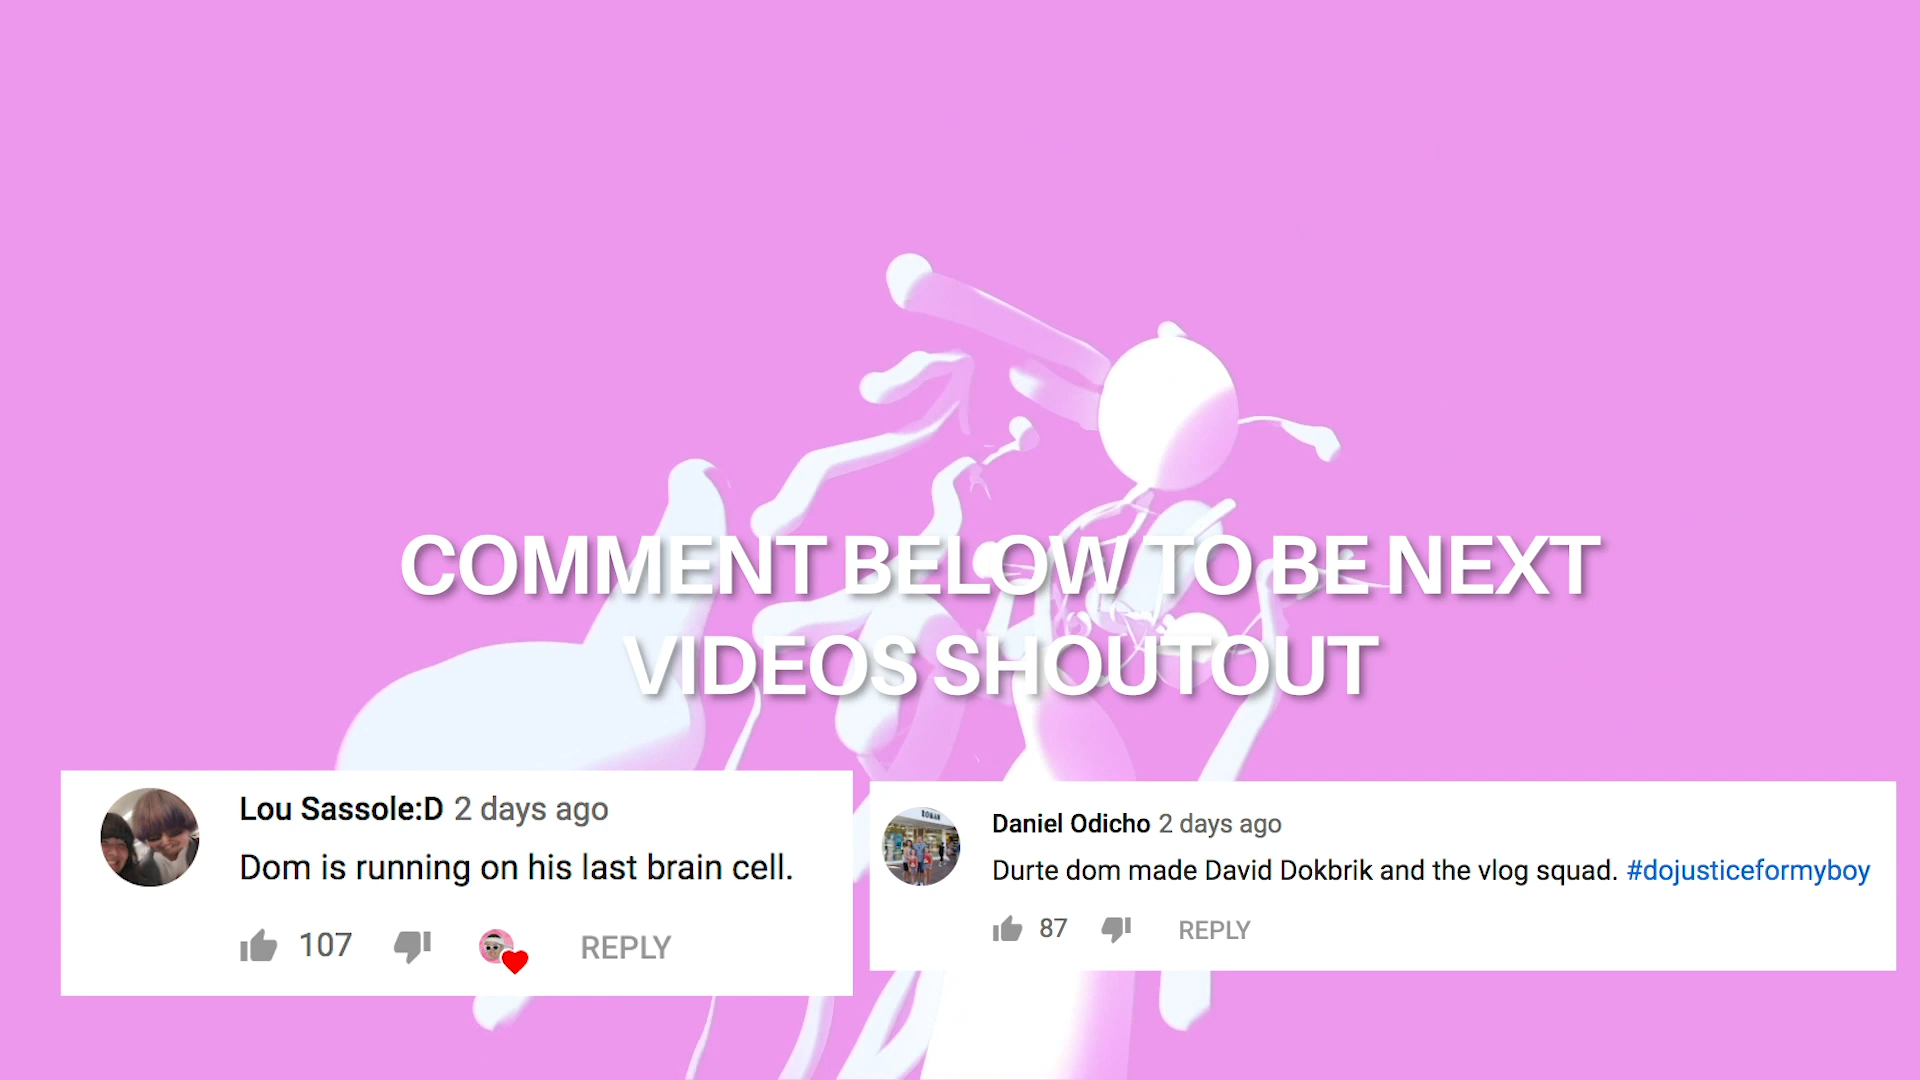 COMMENT BELOW TO BE NEXT
VIDEOS SHOUTOUT
Lou Sassole:D 2 days ago
Dom is running on his last brain cell.
107 REPLY
Daniel Odicho 2 days ago
Durte dom made David Dokbrik and the vlog squad. #dojusticeformyboy
87 REPLY
ROMAN